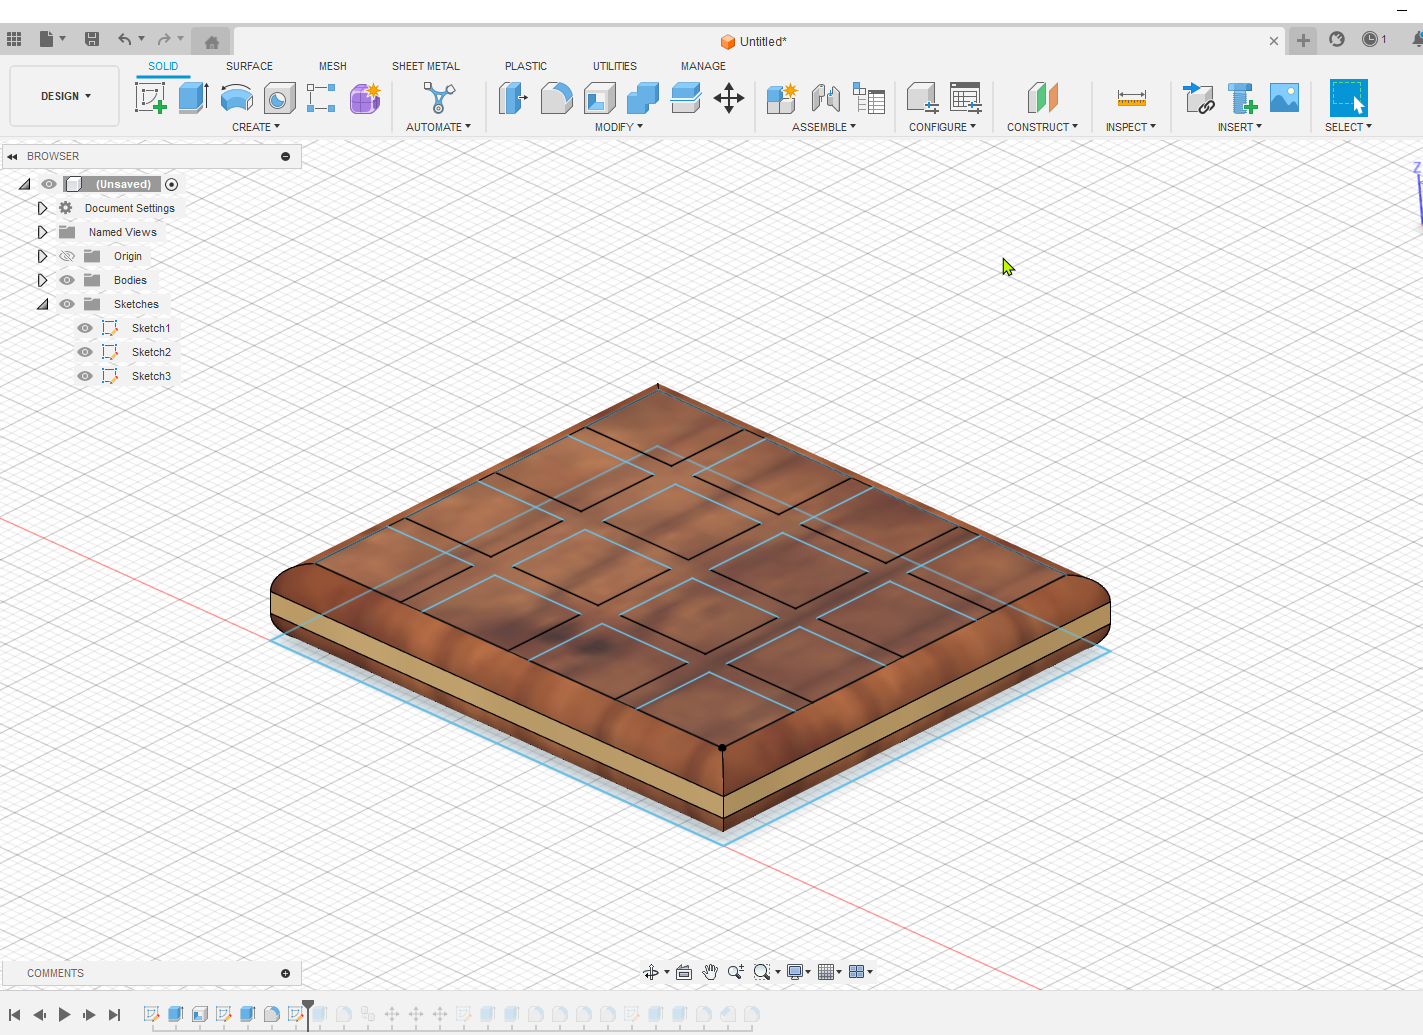 Untitled*
1
DESIGN
SOLID
SURFACE
MESH
SHEET METAL
PLASTIC
UTILITIES
MANAGE
CREATE
AUTOMATE
MODIFY
ASSEMBLE
CONFIGURE
CONSTRUCT
INSPECT
INSERT
SELECT
BROWSER
(Unsaved)
Document Settings
Named Views
Origin
Bodies
Sketches
Sketch1
Sketch2
Sketch3
Z
COMMENTS